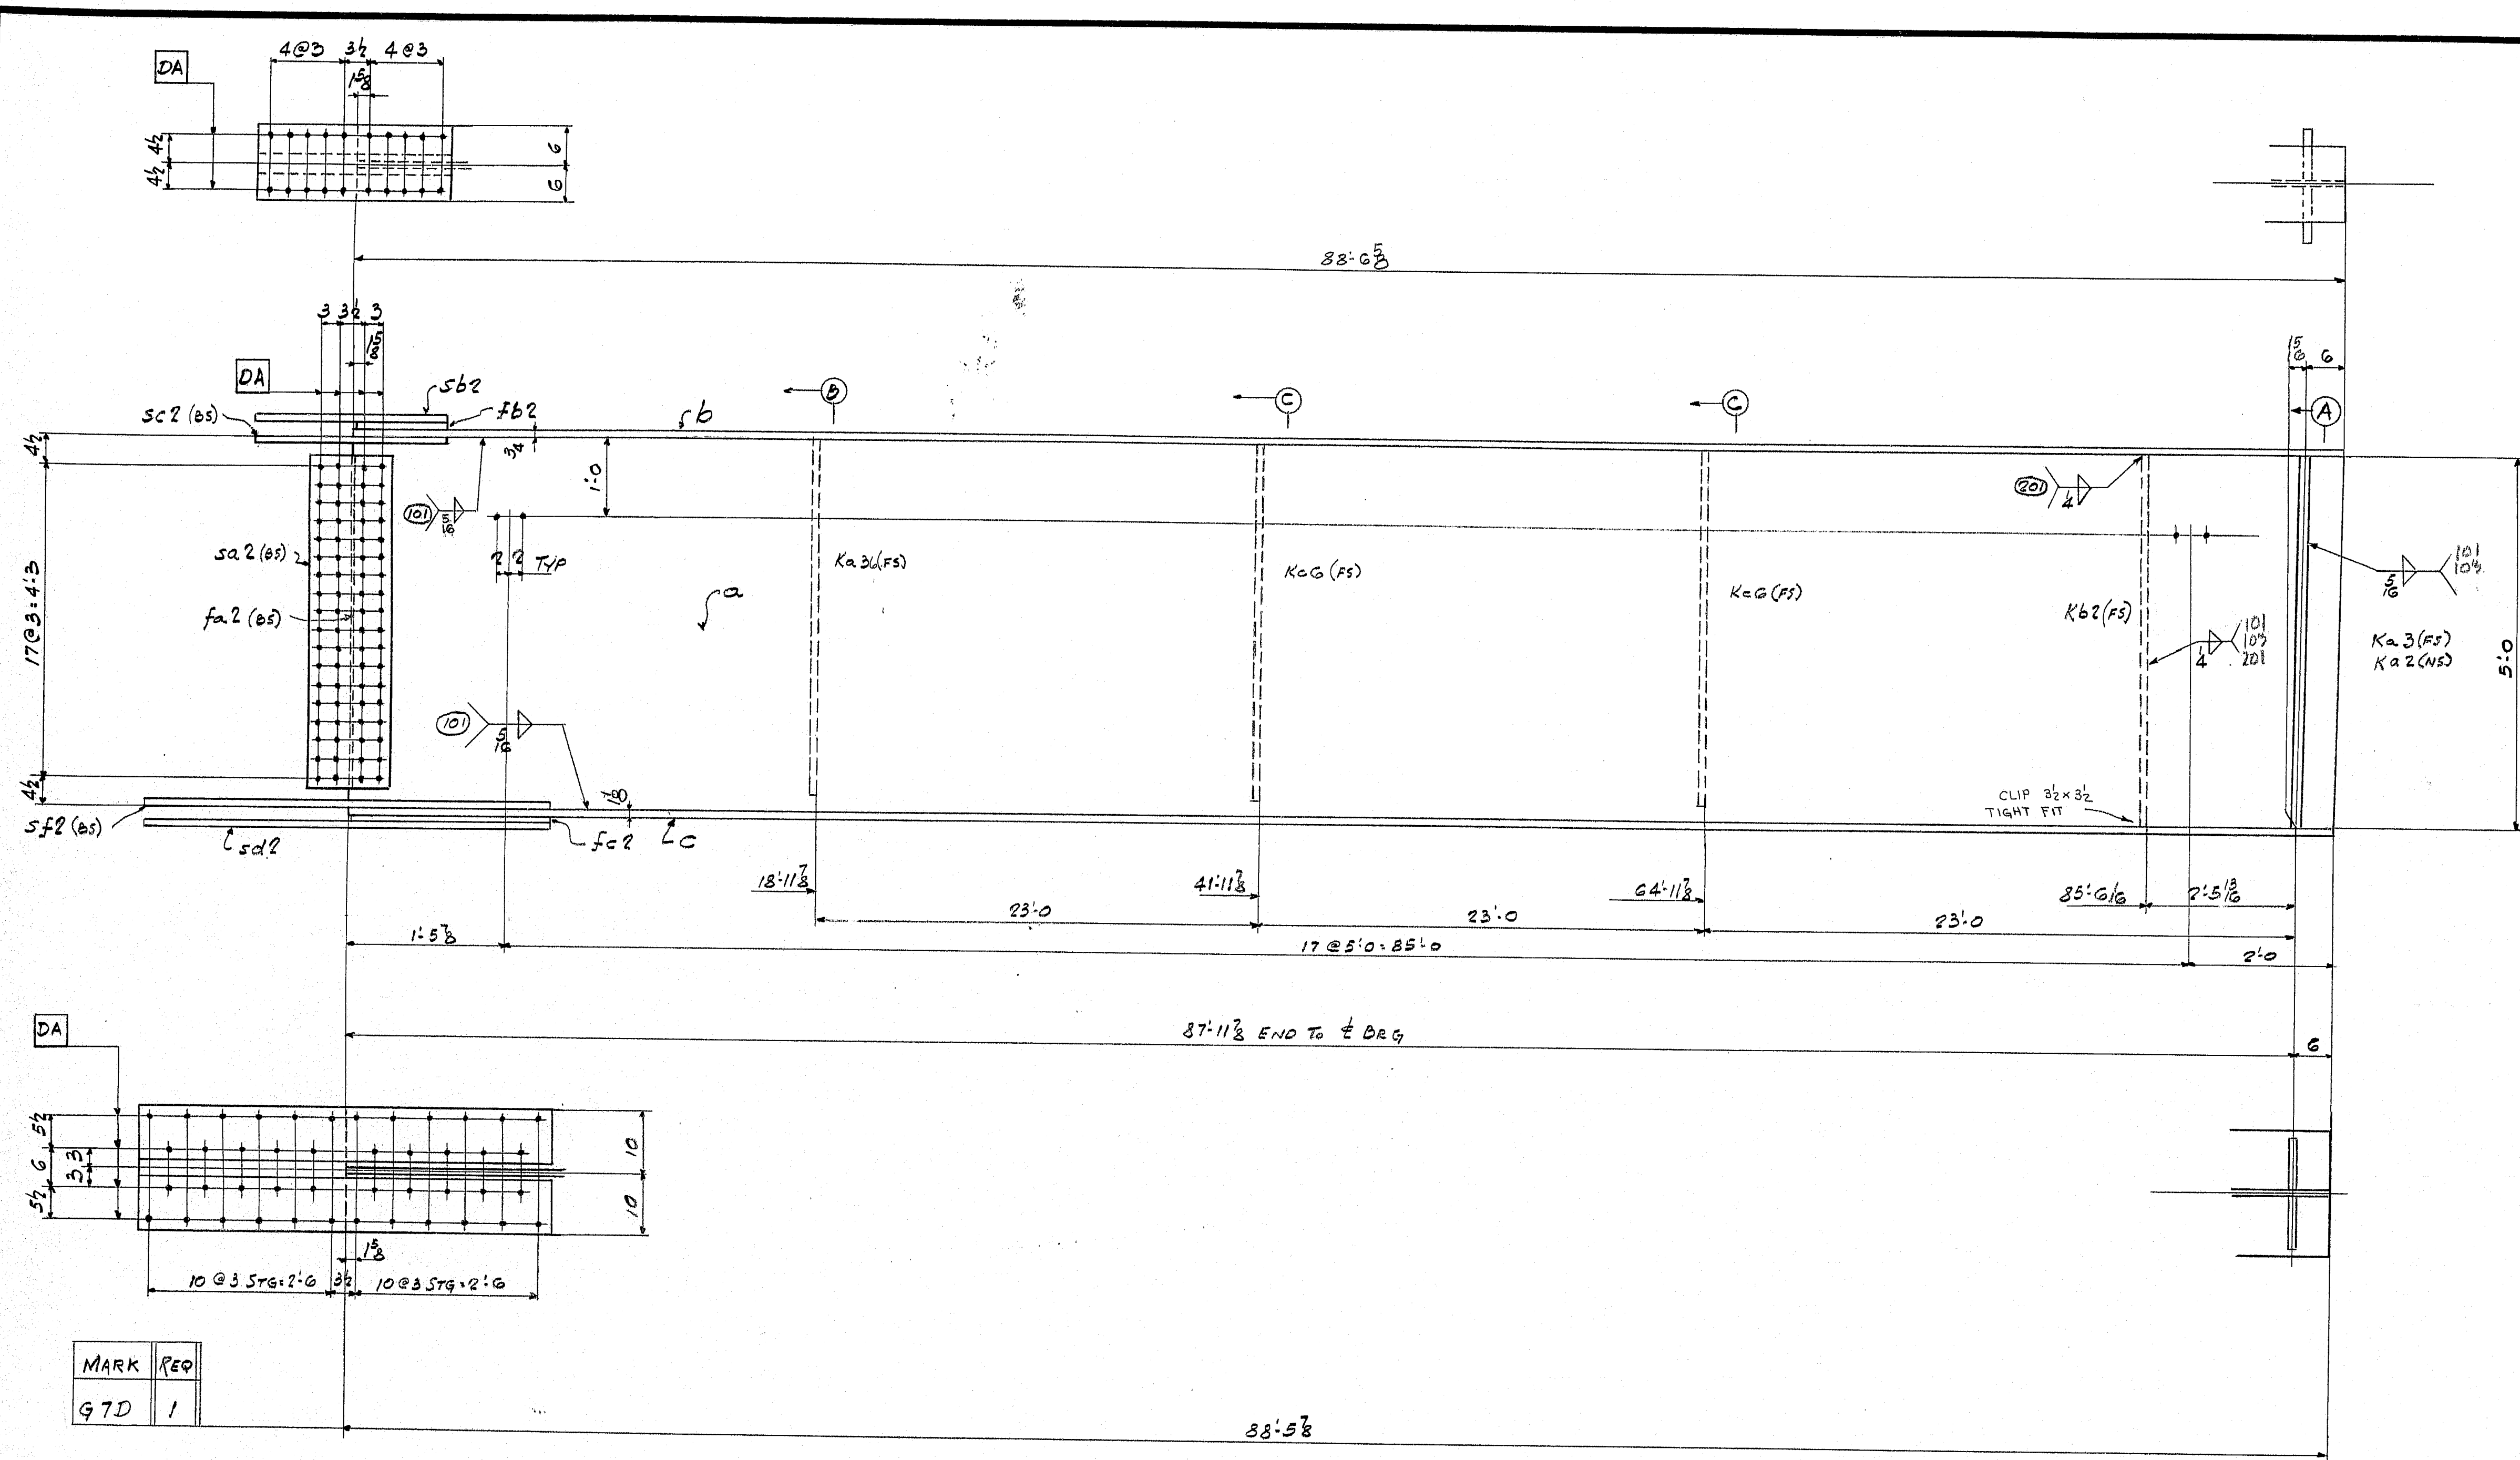 4@3 3½ 4@3
DA
1⅝
4½
4½
6
6
88'-6⅝
3 3½ 3
1⅝
DA
sb2
fb2
sc2 (BS)
b
B
C
C
A
6
4½
3/4
1'-0
101
5/16
201
1/4
2 2 TYP
sa2 (BS)
17@3=4'-3
fa2 (BS)
a
Ka36(FS)
Kc6 (FS)
Kc6 (FS)
Kb2 (FS)
1/4
101
103
201
5/16
101
103
Ka3(FS)
Ka2(NS)
5'-0
101
5/16
4½
sf2 (BS)
sd2
fc2
c
CLIP 3½×3½
TIGHT FIT
18'-11⅞
41'-11⅞
64'-11⅞
85'-6 1/16
2'-5 13/16
23'-0
23'-0
23'-0
1'-5⅞
17 @ 5'-0 = 85'-0
2'-0
DA
87'-11⅞ END TO ℄ BRG
6
5½
6
3
3
5½
10
10
1⅝
10 @ 3 STG = 2'-6
3½
10 @ 3 STG = 2'-6
MARK REQ
G7D 1
88'-5⅞